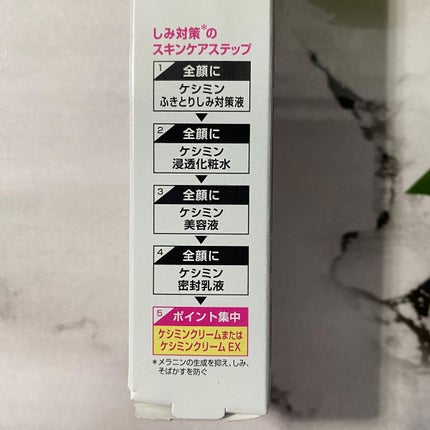 しみ対策*の
スキンケアステップ
1 全顔に
ケシミン
ふきとりしみ対策液
2 全顔に
ケシミン
浸透化粧水
3 全顔に
ケシミン
美容液
4 全顔に
ケシミン
密封乳液
5 ポイント集中
ケシミンクリームまたは
ケシミンクリームEX
*メラニンの生成を抑え、しみ、
そばかすを防ぐ